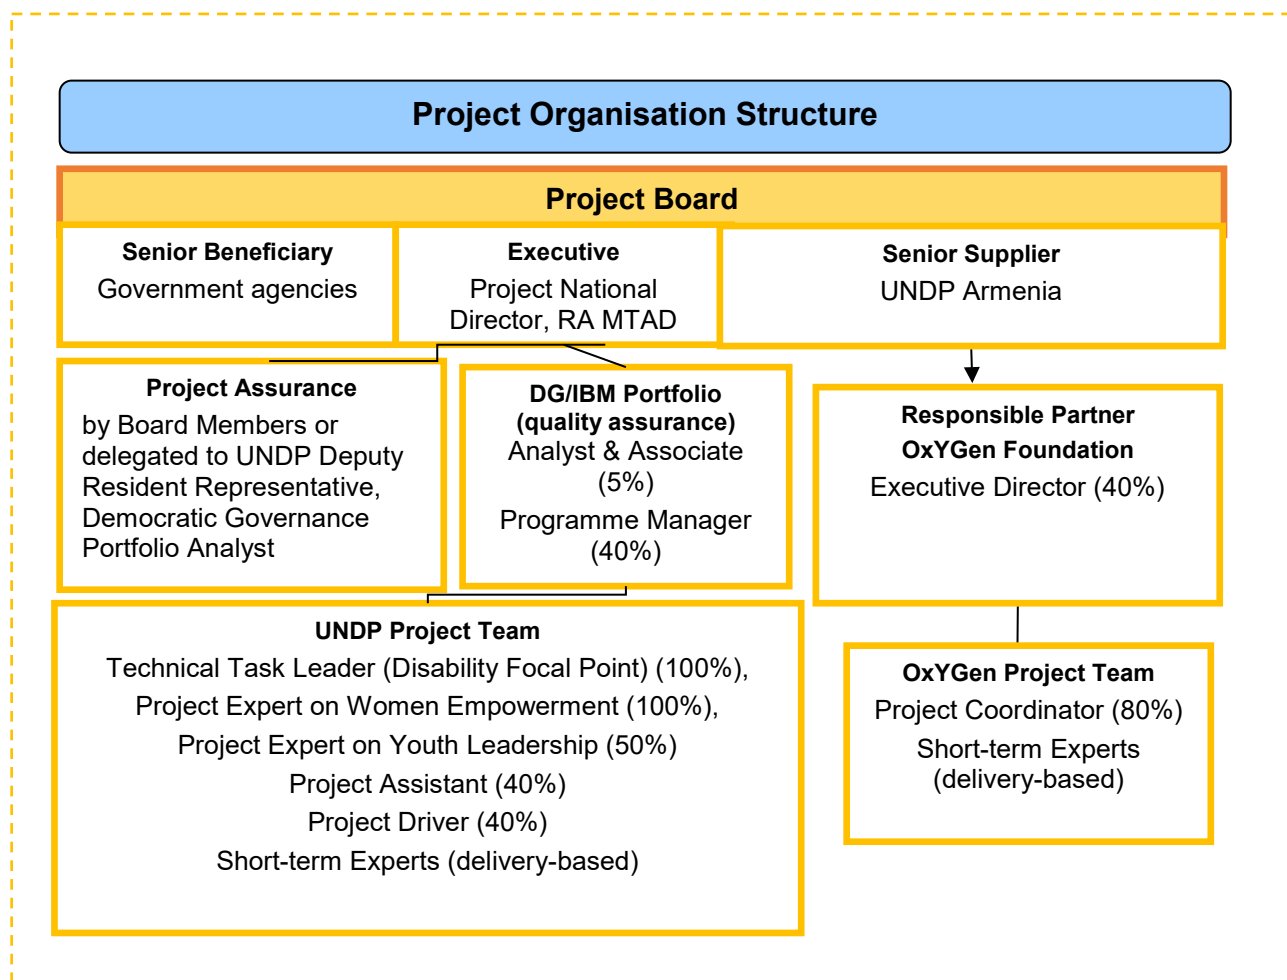 Project Organisation Structure
Project Board
Senior Beneficiary
Government agencies
Executive
Project National
Director, RA MTAD
Senior Supplier
UNDP Armenia
Project Assurance
by Board Members or
delegated to UNDP Deputy
Resident Representative,
Democratic Governance
Portfolio Analyst
DG/IBM Portfolio
(quality assurance)
Analyst & Associate
(5%)
Programme Manager
(40%)
Responsible Partner
OxYGen Foundation
Executive Director (40%)
UNDP Project Team
Technical Task Leader (Disability Focal Point) (100%),
Project Expert on Women Empowerment (100%),
Project Expert on Youth Leadership (50%)
Project Assistant (40%)
Project Driver (40%)
Short-term Experts (delivery-based)
OxYGen Project Team
Project Coordinator (80%)
Short-term Experts
(delivery-based)